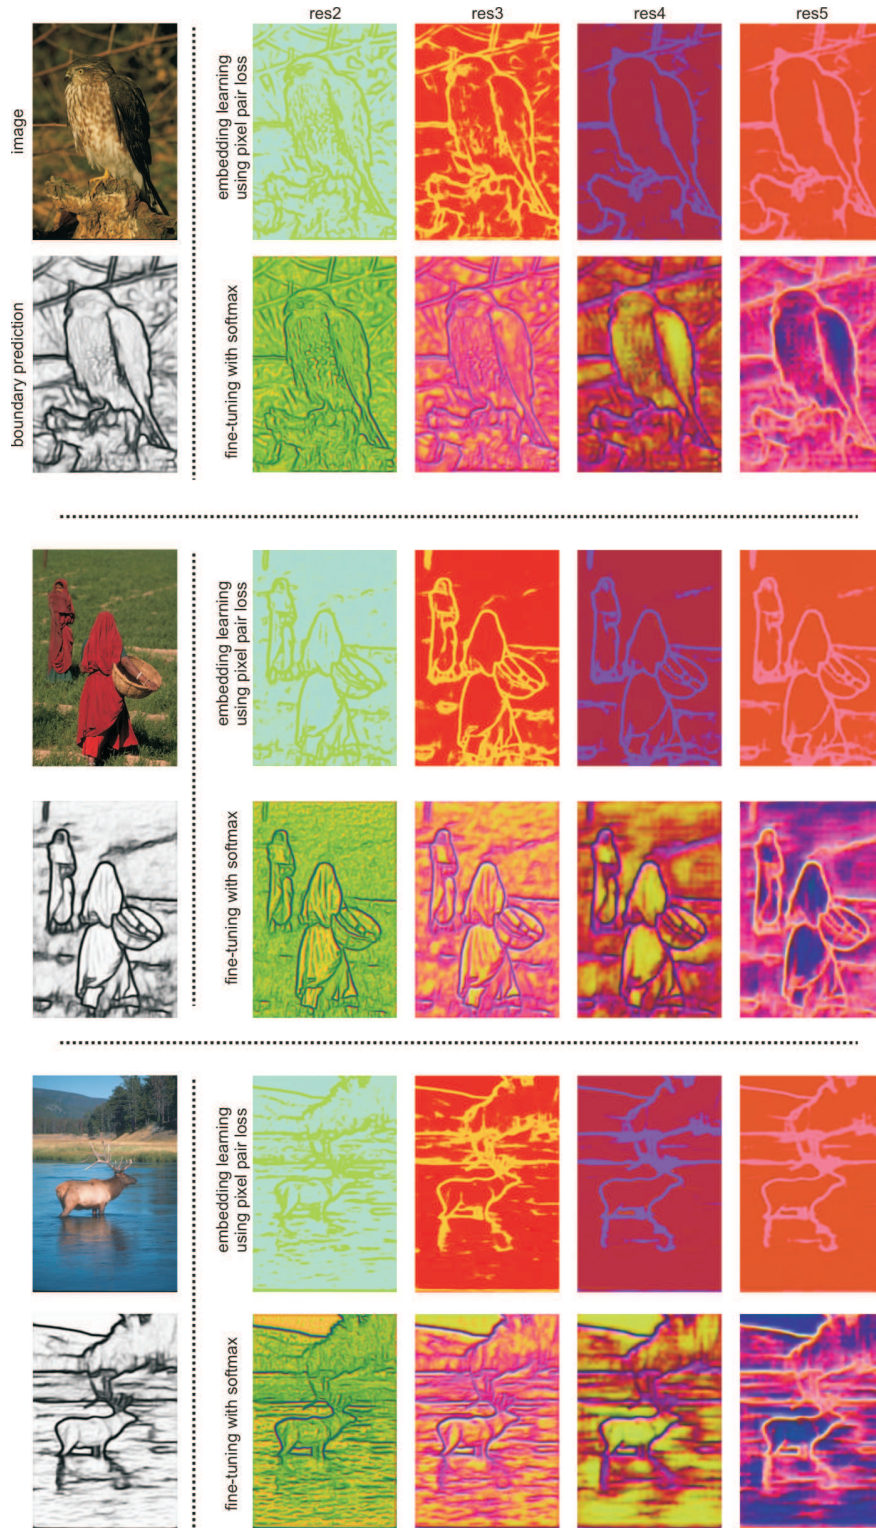 res2 res3 res4 res5
image
embedding learning
using pixel pair loss
boundary prediction
fine-tuning with softmax
embedding learning
using pixel pair loss
fine-tuning with softmax
embedding learning
using pixel pair loss
fine-tuning with softmax